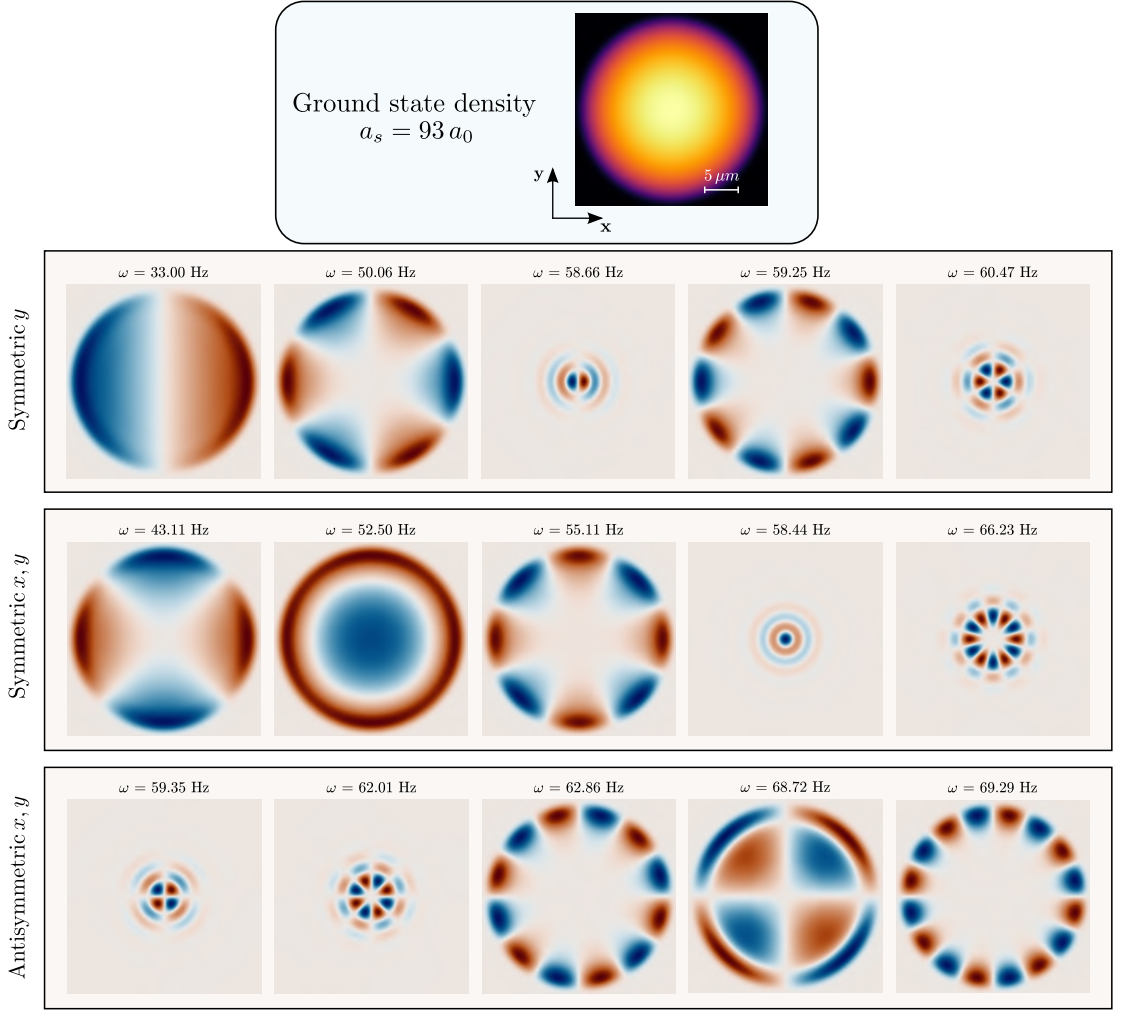 Ground state density
a_s = 93 a_0
5 μm
y
x
Symmetric y
ω = 33.00 Hz
ω = 50.06 Hz
ω = 58.66 Hz
ω = 59.25 Hz
ω = 60.47 Hz
Symmetric x, y
ω = 43.11 Hz
ω = 52.50 Hz
ω = 55.11 Hz
ω = 58.44 Hz
ω = 66.23 Hz
Antisymmetric x, y
ω = 59.35 Hz
ω = 62.01 Hz
ω = 62.86 Hz
ω = 68.72 Hz
ω = 69.29 Hz